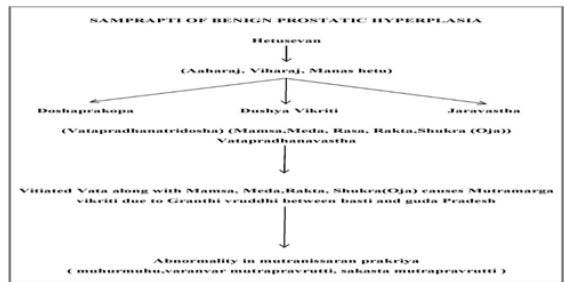 SAMPRAPTI OF BENIGN PROSTATIC HYPERPLASIA
Hetusevan
(Aaharaj, Viharaj, Manas hetu)
Doshaprakopa Dushya Vikriti Jaravastha
(Vatapradhanatridosha) (Mamsa,Meda, Rasa, Rakta,Shukra (Oja))
Vatapradhanavastha
Vitiated Vata along with Mamsa, Meda,Rakta, Shukra(Oja) causes Mutramarga
vikriti due to Granthi vruddhi between basti and guda Pradesh
Abnormality in mutranissaran prakriya
( muhurmuhu,varanvar mutrapravrutti, sakasta mutrapravrutti )